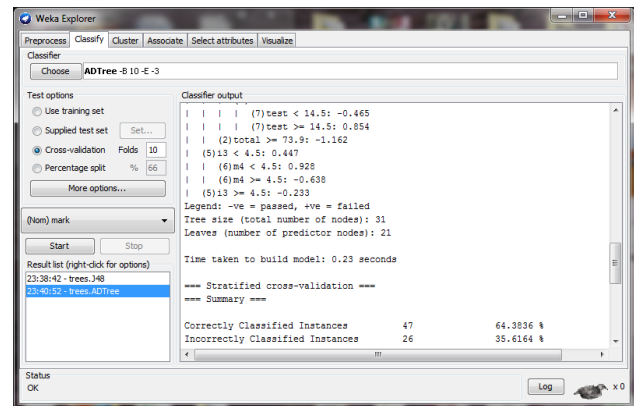 Weka Explorer
Preprocess Classify Cluster Associate Select attributes Visualize
Classifier
Choose ADTree -B 10 -E -3
Test options
Use training set
Supplied test set Set...
Cross-validation Folds 10
Percentage split % 66
More options...
(Nom) mark
Start Stop
Result list (right-click for options)
23:38:42 - trees.J48
23:40:52 - trees.ADTree
Classifier output
| | | | (7)test < 14.5: -0.465
| | | | (7)test >= 14.5: 0.854
| | (2)total >= 73.9: -1.162
| (5)i3 < 4.5: 0.447
| | (6)m4 < 4.5: 0.928
| | (6)m4 >= 4.5: -0.638
| (5)i3 >= 4.5: -0.233
Legend: -ve = passed, +ve = failed
Tree size (total number of nodes): 31
Leaves (number of predictor nodes): 21
Time taken to build model: 0.23 seconds
=== Stratified cross-validation ===
=== Summary ===
Correctly Classified Instances 47 64.3836 %
Incorrectly Classified Instances 26 35.6164 %
Status
OK
Log
x 0